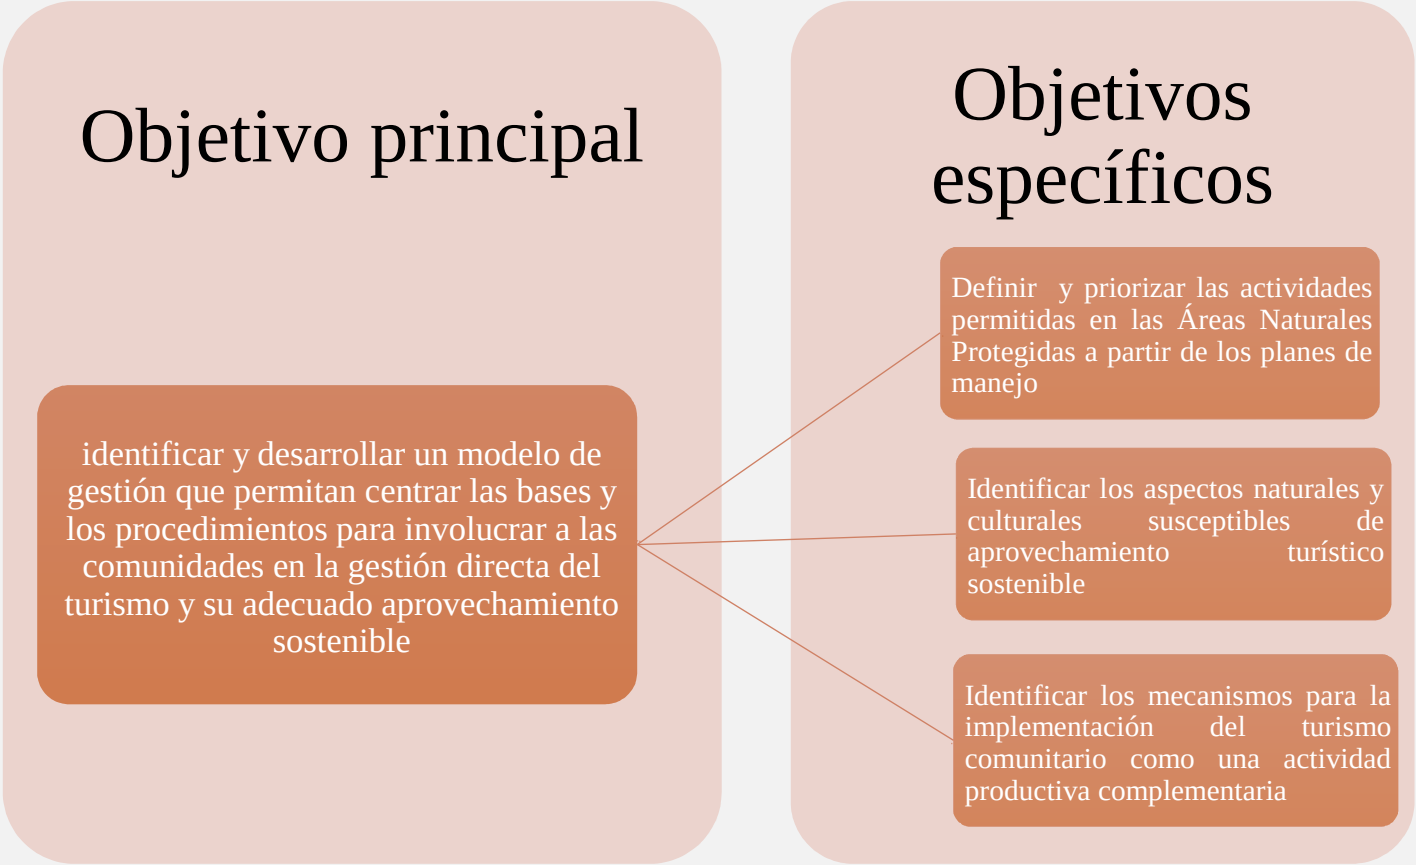 Objetivo principal
identificar y desarrollar un modelo de
gestión que permitan centrar las bases y
los procedimientos para involucrar a las
comunidades en la gestión directa del
turismo y su adecuado aprovechamiento
sostenible
Objetivos
específicos
Definir y priorizar las actividades
permitidas en las Áreas Naturales
Protegidas a partir de los planes de
manejo
Identificar los aspectos naturales y
culturales susceptibles de
aprovechamiento turístico
sostenible
Identificar los mecanismos para la
implementación del turismo
comunitario como una actividad
productiva complementaria